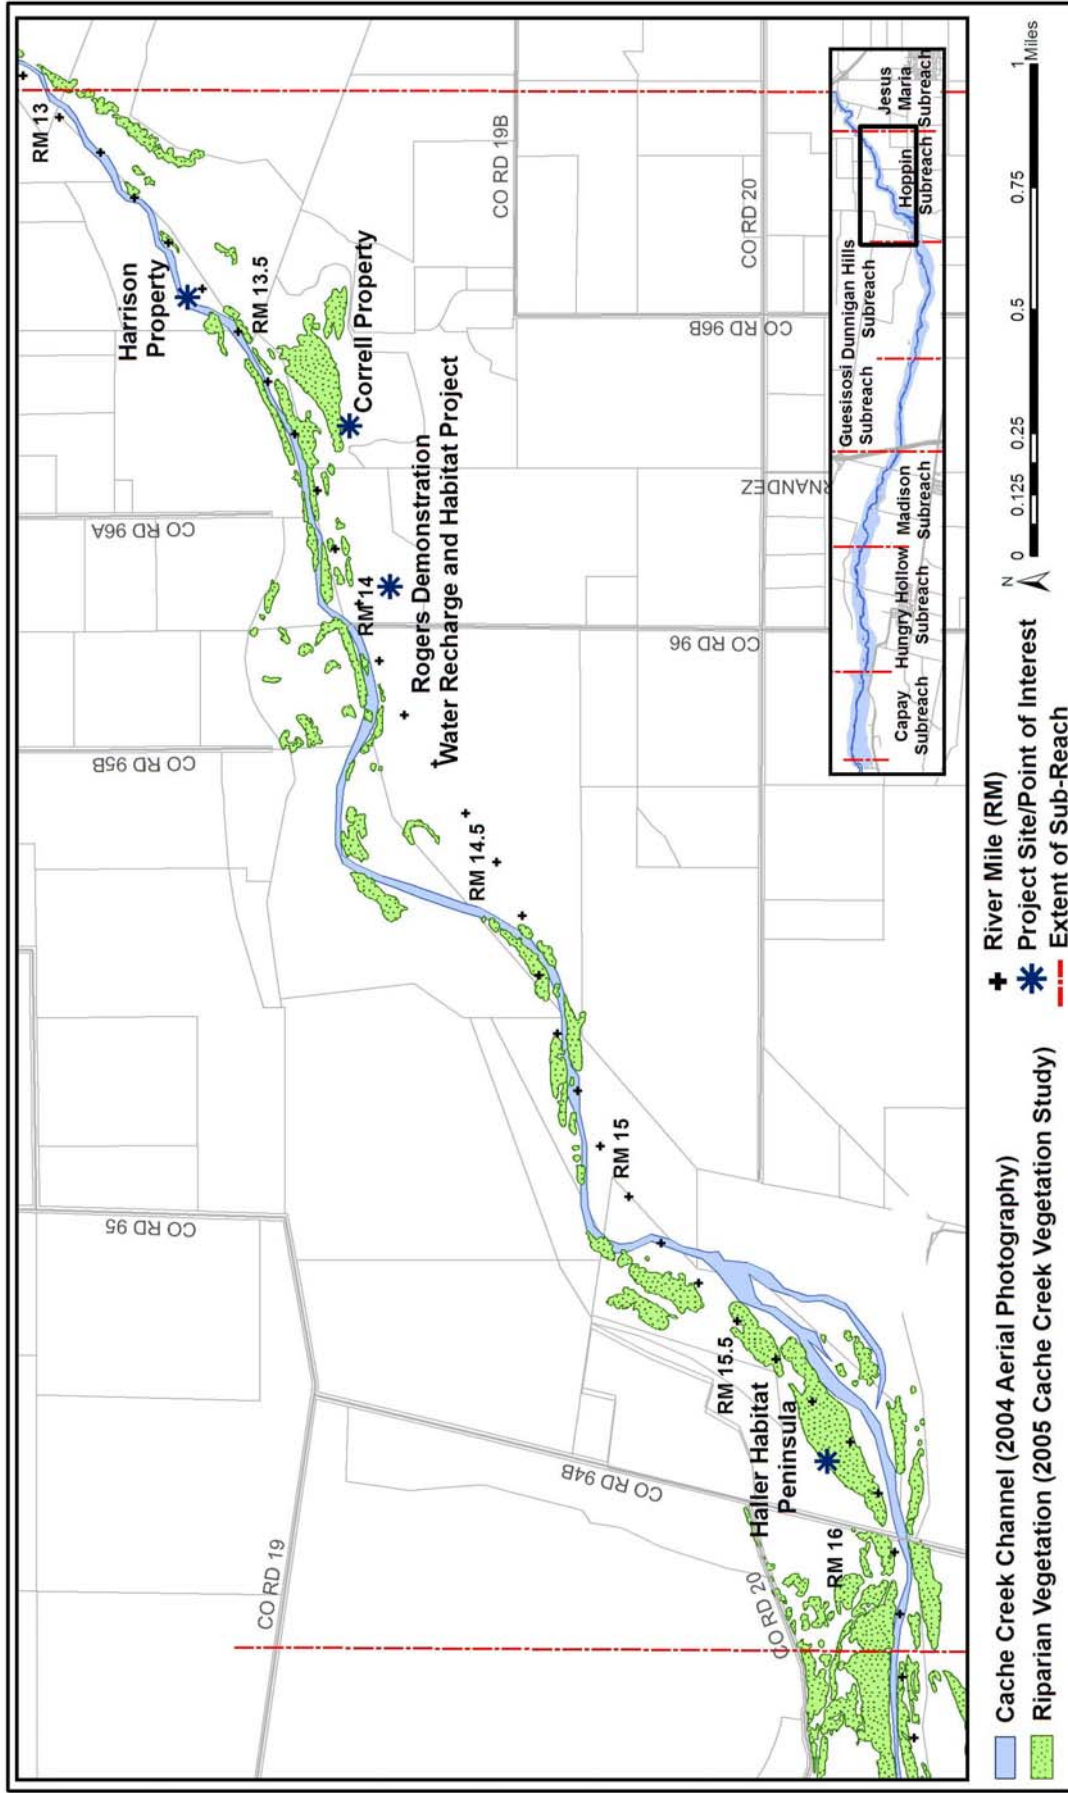 RM 13
Harrison
Property
RM 13.5
CO RD 19B
Correll Property
CO RD 20
CO RD 96B
Rogers Demonstration
Water Recharge and Habitat Project
RM 14
CO RD 96A
RNANDEZ
CO RD 96
CO RD 95B
RM 14.5
RM 15
CO RD 95
RM 15.5
Haller Habitat
Peninsula
CO RD 94B
RM 16
CO RD 19
CO RD 20
Capay
Subreach
Hungry Hollow
Subreach
Madison
Subreach
Guesisosi
Subreach
Dunnigan Hills
Subreach
Hoppin
Subreach
Jesus
Maria
Subreach
Cache Creek Channel (2004 Aerial Photography)
Riparian Vegetation (2005 Cache Creek Vegetation Study)
River Mile (RM)
Project Site/Point of Interest
Extent of Sub-Reach
N
0 0.125 0.25 0.5 0.75 1
Miles